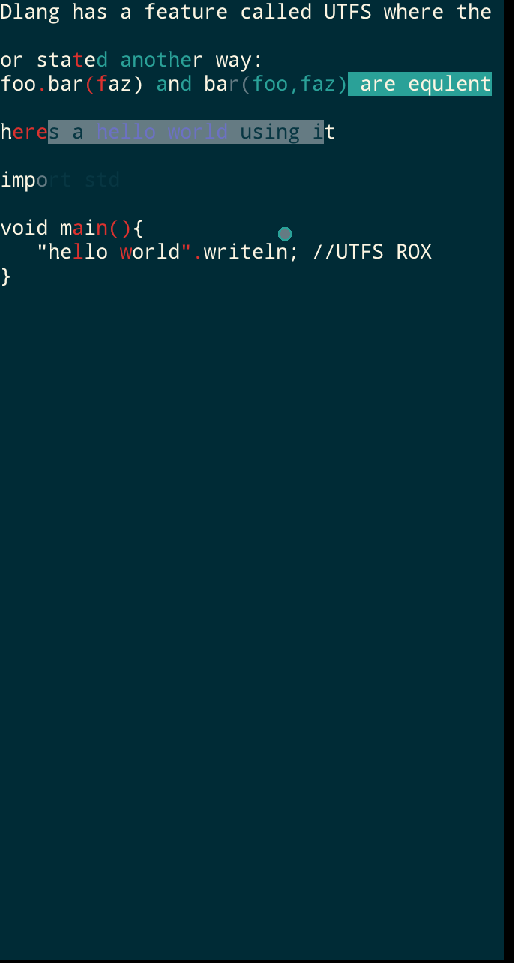 Dlang has a feature called UTFS where the
or stated another way:
foo.bar(faz) and bar(foo,faz) are equlent
heres a hello world using it
import std
void main(){
"hello world".writeln; //UTFS ROX
}